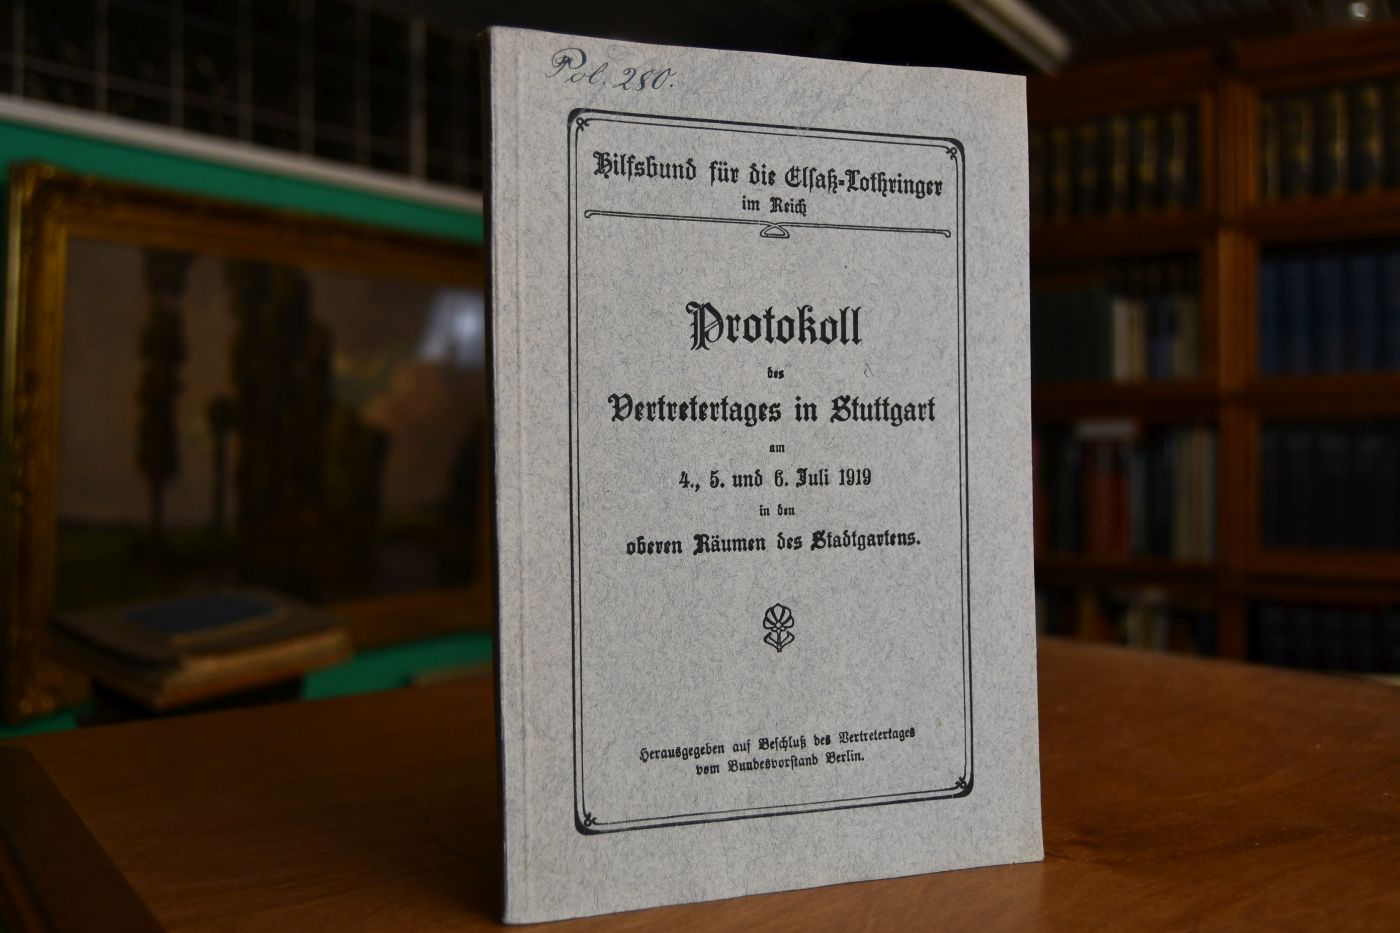 Pol. 280.
Hilfsbund für die Elsaß-Lothringer
im Reich
Protokoll
des
Vertretertages in Stuttgart
am
4., 5. und 6. Juli 1919
in den
oberen Räumen des Stadtgartens.
Herausgegeben auf Beschluß des Vertretertages
vom Bundesvorstand Berlin.